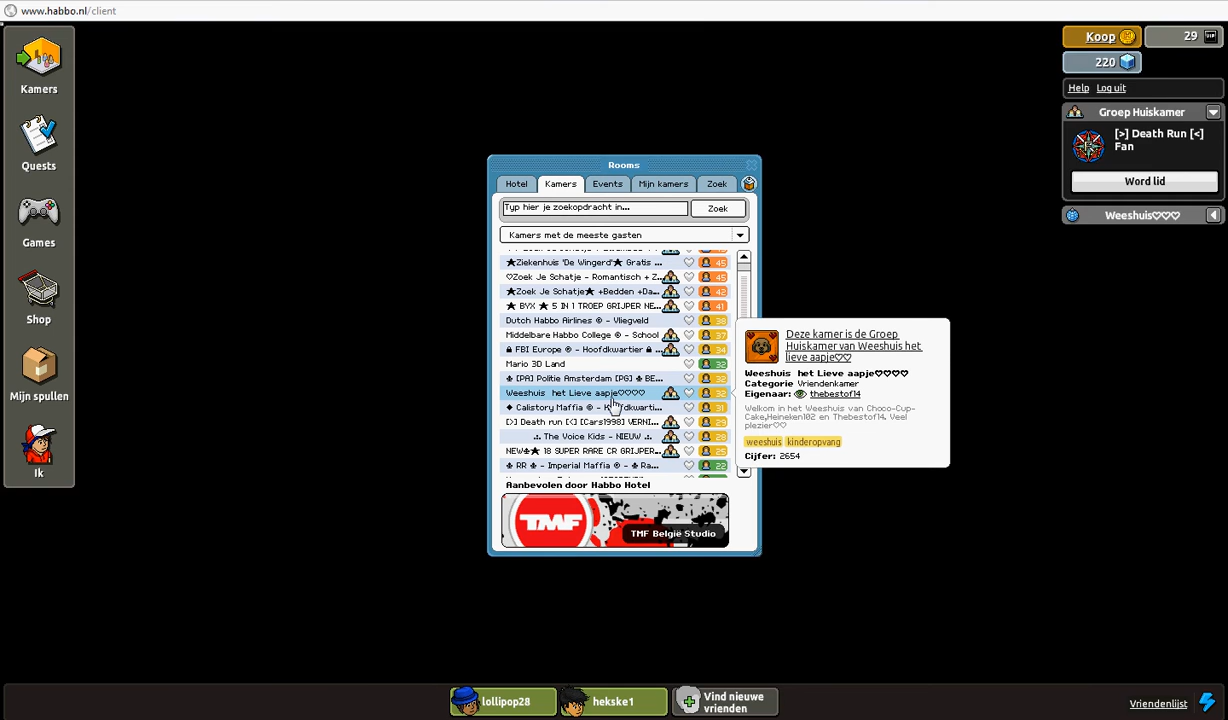 www.habbo.nl/client
Kamers
Quests
Games
Shop
Mijn spullen
Ik
Koop
29
VIP
220
Help Log uit
Groep Huiskamer
[>] Death Run [<]
Fan
Word lid
Weeshuis♡♡♡
Rooms
Hotel Kamers Events Mijn kamers Zoek
Typ hier je zoekopdracht in... Zoek
Kamers met de meeste gasten
★Ziekenhuis 'De Wingerd'★ Gratis ... 45
♡Zoek Je Schatje - Romantisch + Z... 45
★Zoek Je Schatje★ +Bedden +Da... 42
★ BYX ★ 5 IN 1 TROEP GRIJPER NE... 41
Dutch Habbo Airlines ® - Vliegveld 38
Middelbare Habbo College ® - School 37
FBI Europe ® - Hoofdkwartier ... 34
Mario 3D Land 32
[PA] Politie Amsterdam [PG] BE... 32
Weeshuis het Lieve aapje♡♡♡♡ 32
Calistory Maffia ® - 31
[>] Death run [<] [Cars1998] VERNI... 29
.:. The Voice Kids - NIEUW .:. 28
NEW ★ 18 SUPER RARE CR GRIJPER... 25
RR - Imperial Maffia ® - Ra... 22
Aanbevolen door Habbo Hotel
TMF
TMF Belgie Studio
Deze kamer is de Groep
Huiskamer van Weeshuis het
lieve aapje♡♡
Weeshuis het Lieve aapje♡♡♡♡
Categorie Vriendenkamer
Eigenaar: thebestof14
Welkom in het Weeshuis van Choco-Cup-
Cake,Heineken102 en Thebestof14. Veel
plezier♡♡
weeshuis kinderopvang
Cijfer: 2654
lollipop28
hekske1
Vind nieuwe
vrienden
Vriendenlijst